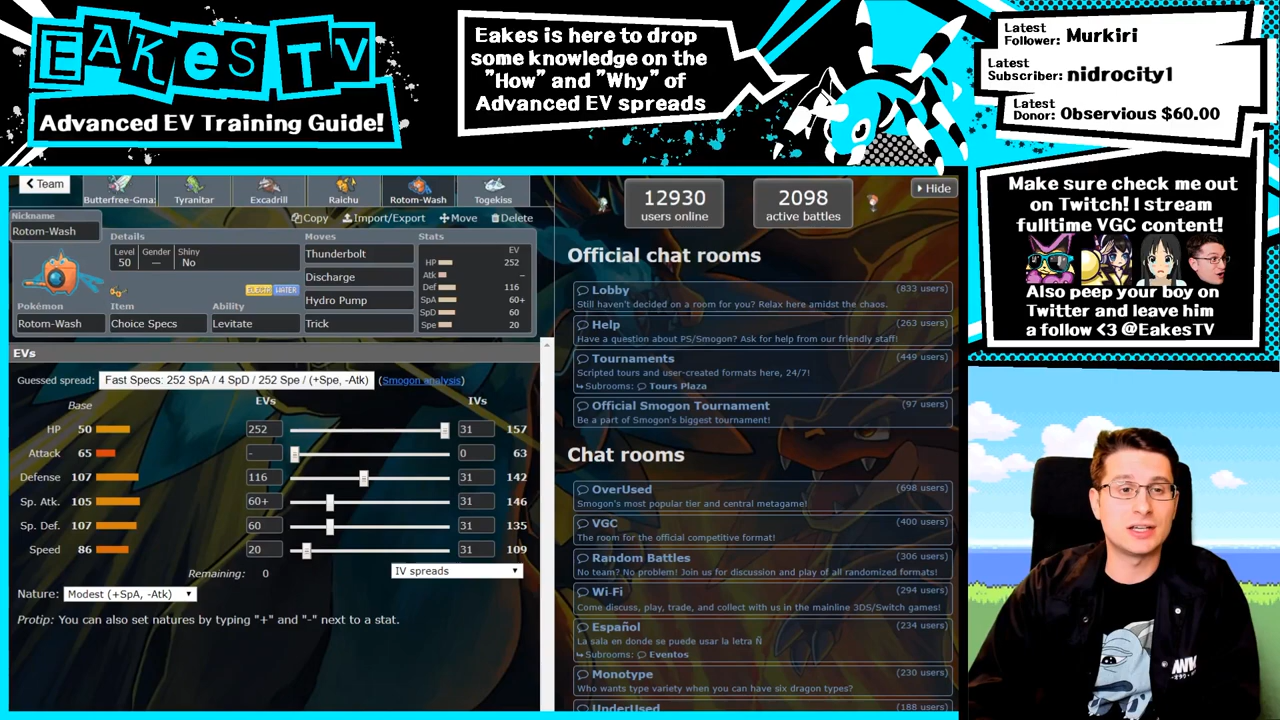 EAKES TV
Advanced EV Training Guide!
Eakes is here to drop
some knowledge on the
"How" and "Why" of
Advanced EV spreads
Latest
Follower: Murkiri
Latest
Subscriber: nidrocity1
Latest
Donor: Observious $60.00
Make sure check me out
on Twitch! I stream
fulltime VGC content!
Also peep your boy on
Twitter and leave him
a follow <3 @EakesTV
Team
Butterfree-Gma
Tyranitar
Excadrill
Raichu
Rotom-Wash
Togekiss
Copy Import/Export Move Delete
Nickname
Rotom-Wash
Details
Level Gender Shiny
50 — No
ELECTR WATER
Pokémon
Rotom-Wash
Item
Choice Specs
Ability
Levitate
Moves
Thunderbolt
Discharge
Hydro Pump
Trick
Stats
EV
HP 252
Atk –
Def 116
SpA 60+
SpD 60
Spe 20
EVs
Guessed spread: Fast Specs: 252 SpA / 4 SpD / 252 Spe / (+Spe, -Atk) (Smogon analysis)
Base EVs IVs
HP 50 252 31 157
Attack 65 - 0 63
Defense 107 116 31 142
Sp. Atk. 105 60+ 31 146
Sp. Def. 107 60 31 135
Speed 86 20 31 109
Remaining: 0
IV spreads
Nature: Modest (+SpA, -Atk)
Protip: You can also set natures by typing "+" and "-" next to a stat.
12930
users online
2098
active battles
Hide
Official chat rooms
Lobby (833 users)
Still haven't decided on a room for you? Relax here amidst the chaos.
Help (263 users)
Have a question about PS/Smogon? Ask for help from our friendly staff!
Tournaments (449 users)
Scripted tours and user-created formats here, 24/7!
Subrooms: Tours Plaza
Official Smogon Tournament (97 users)
Be a part of Smogon's biggest tournament!
Chat rooms
OverUsed (698 users)
Smogon's most popular tier and central metagame!
VGC (400 users)
The room for the official competitive format!
Random Battles (306 users)
No team? No problem! Join us for discussion and play of all randomized formats!
Wi-Fi (294 users)
Come discuss, play, trade, and collect with us in the mainline 3DS/Switch games!
Español (234 users)
La sala en donde se puede usar la letra Ñ
Subrooms: Eventos
Monotype (230 users)
Who wants type variety when you can have six dragon types?
UnderUsed (188 users)